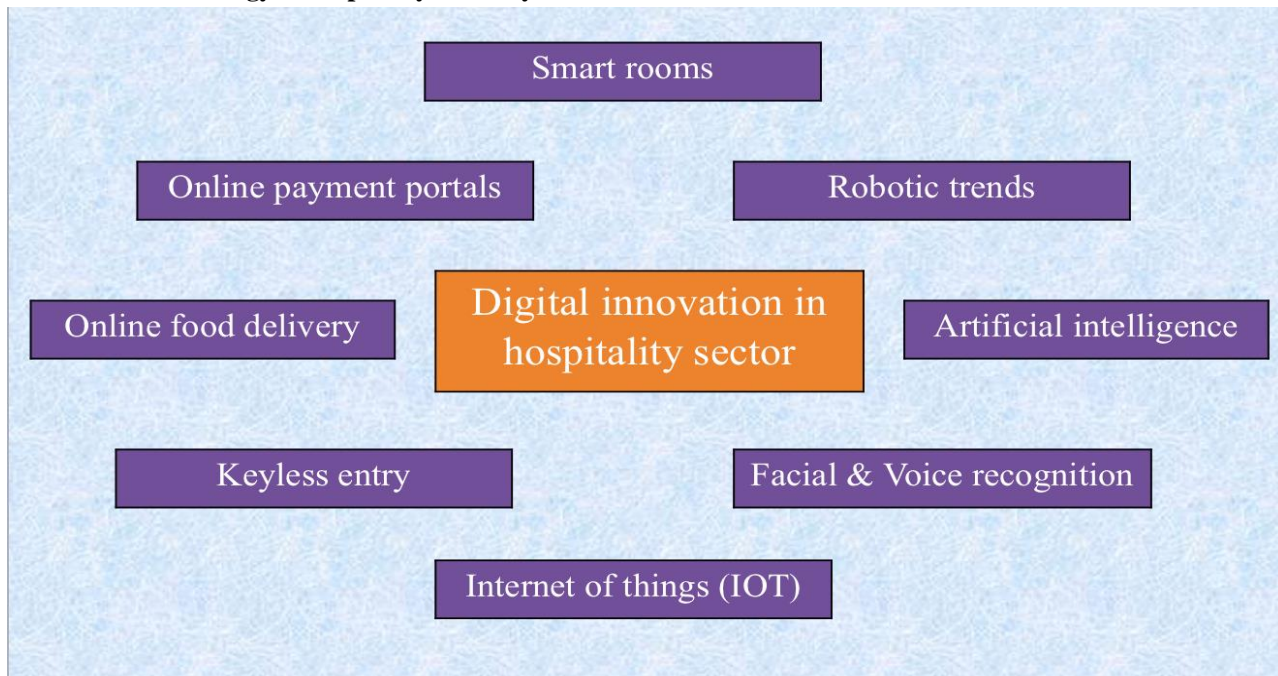 Smart rooms
Online payment portals
Robotic trends
Digital innovation in
hospitality sector
Online food delivery
Artificial intelligence
Keyless entry
Facial & Voice recognition
Internet of things (IOT)